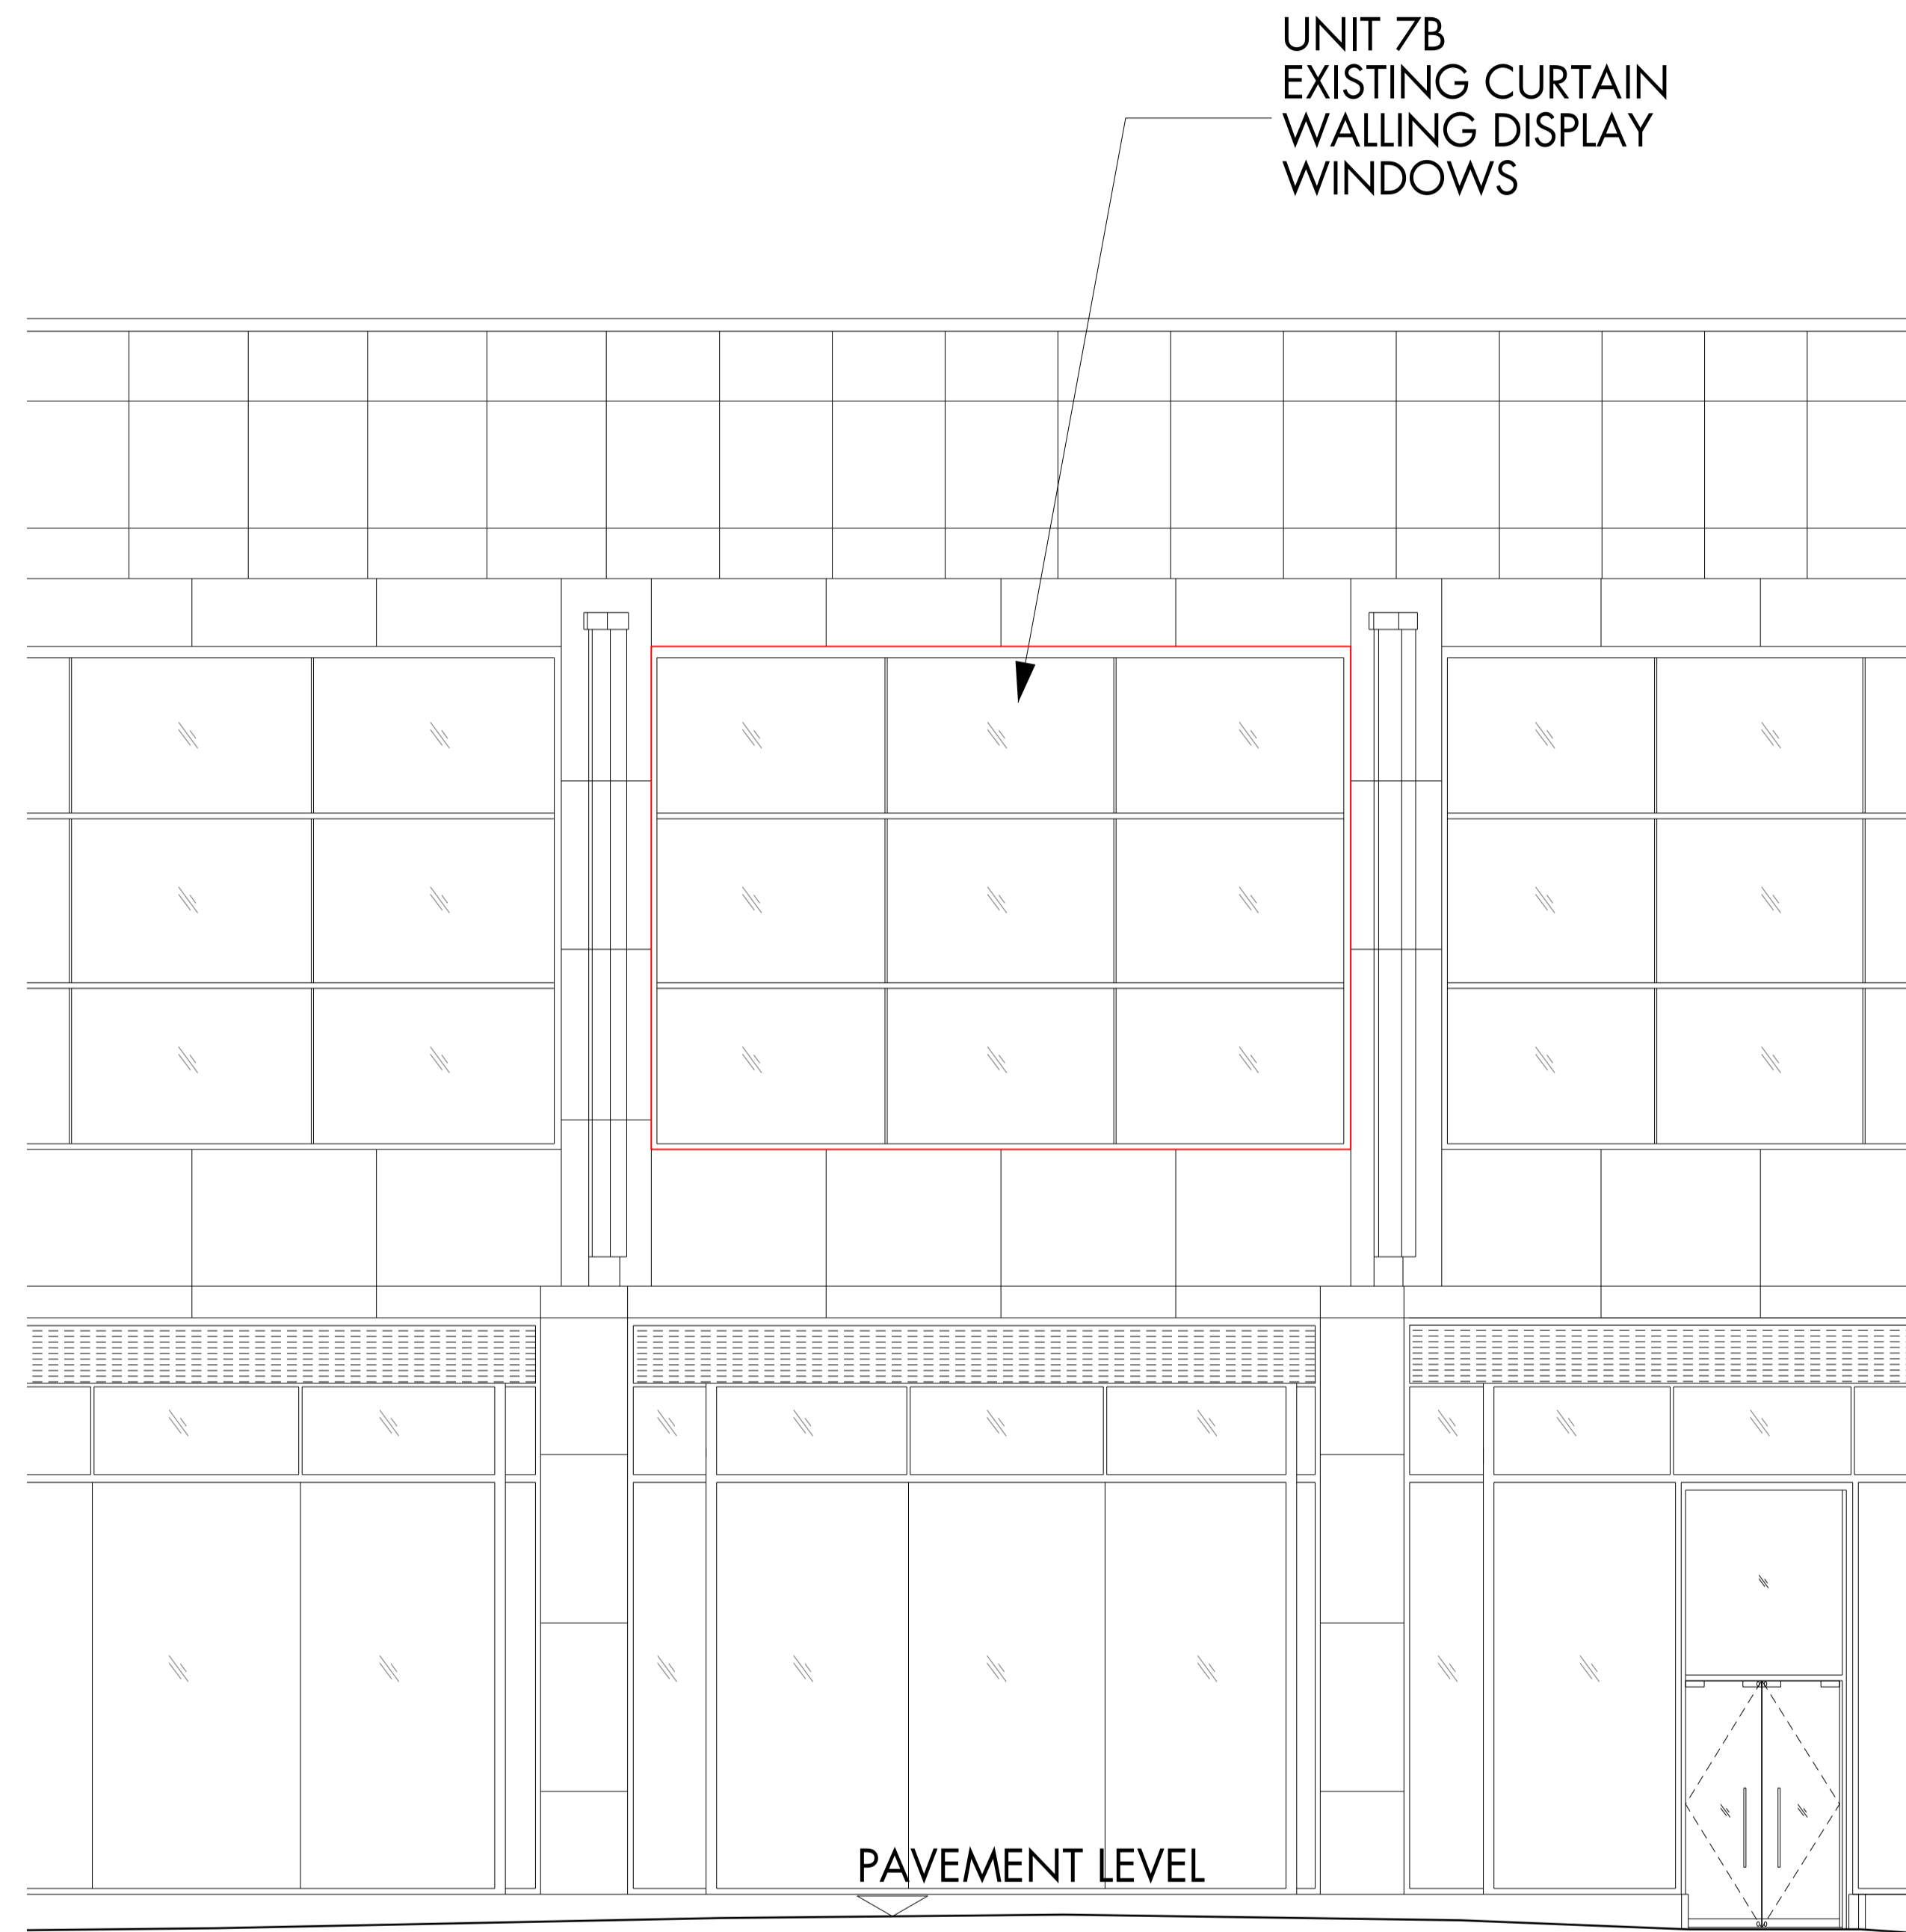 UNIT 7B
EXISTING CURTAIN
WALLING DISPLAY
WINDOWS
PAVEMENT LEVEL